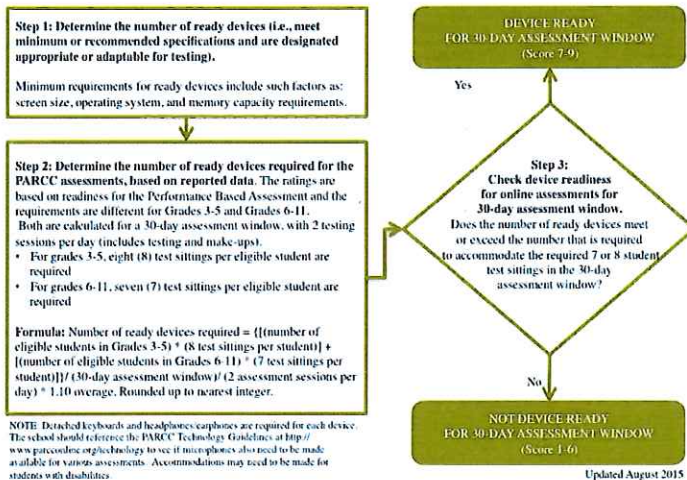 Step 1: Determine the number of ready devices (i.e., meet
minimum or recommended specifications and are designated
appropriate or adaptable for testing).
Minimum requirements for ready devices include such factors as:
screen size, operating system, and memory capacity requirements.
Step 2: Determine the number of ready devices required for the
PARCC assessments, based on reported data. The ratings are
based on readiness for the Performance Based Assessment and the
requirements are different for Grades 3-5 and Grades 6-11.
Both are calculated for a 30-day assessment window, with 2 testing
sessions per day (includes testing and make-ups).
• For grades 3-5, eight (8) test sittings per eligible student are
required
• For grades 6-11, seven (7) test sittings per eligible student are
required
Formula: Number of ready devices required = {[(number of
eligible students in Grades 3-5) * (8 test sittings per student)] +
[(number of eligible students in Grades 6-11) * (7 test sittings per
student)]}/ (30-day assessment window)/ (2 assessment sessions per
day) * 1.10 overage. Rounded up to nearest integer.
NOTE: Detached keyboards and headphones/earphones are required for each device.
The school should reference the PARCC Technology Guidelines at http://
www.parcconline.org/technology to see if microphones also need to be made
available for various assessments. Accommodations may need to be made for
students with disabilities.
DEVICE READY
FOR 30-DAY ASSESSMENT WINDOW
(Score 7-9)
Yes
Step 3:
Check device readiness
for online assessments for
30-day assessment window.
Does the number of ready devices meet
or exceed the number that is required
to accommodate the required 7 or 8 student
test sittings in the 30-day
assessment window?
No
NOT DEVICE READY
FOR 30-DAY ASSESSMENT WINDOW
(Score 1-6)
Updated August 2015